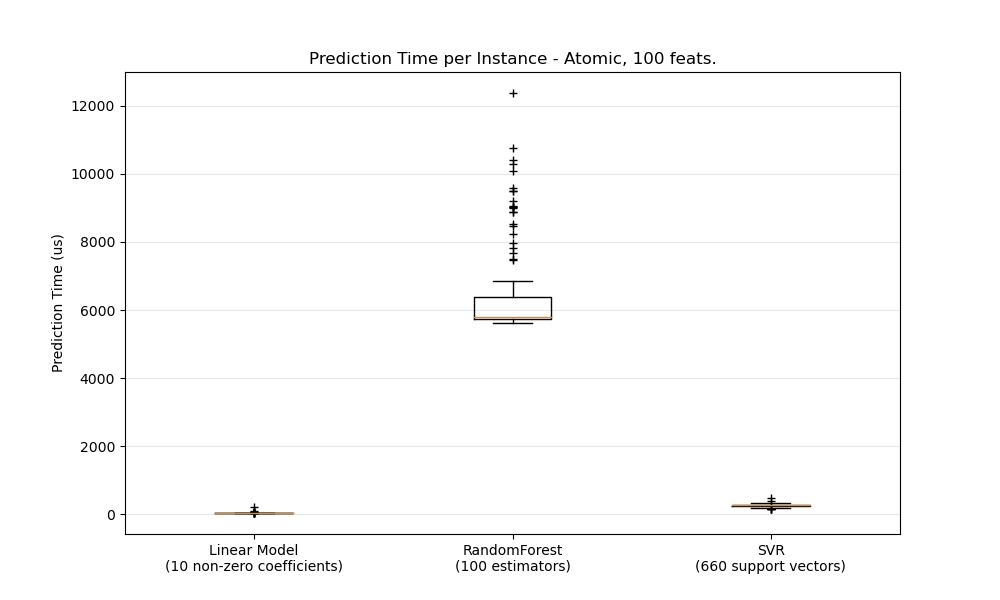 Prediction Time per Instance - Atomic, 100 feats.
Prediction Time (us)
12000
10000
8000
6000
4000
2000
0
Linear Model
(10 non-zero coefficients)
RandomForest
(100 estimators)
SVR
(660 support vectors)